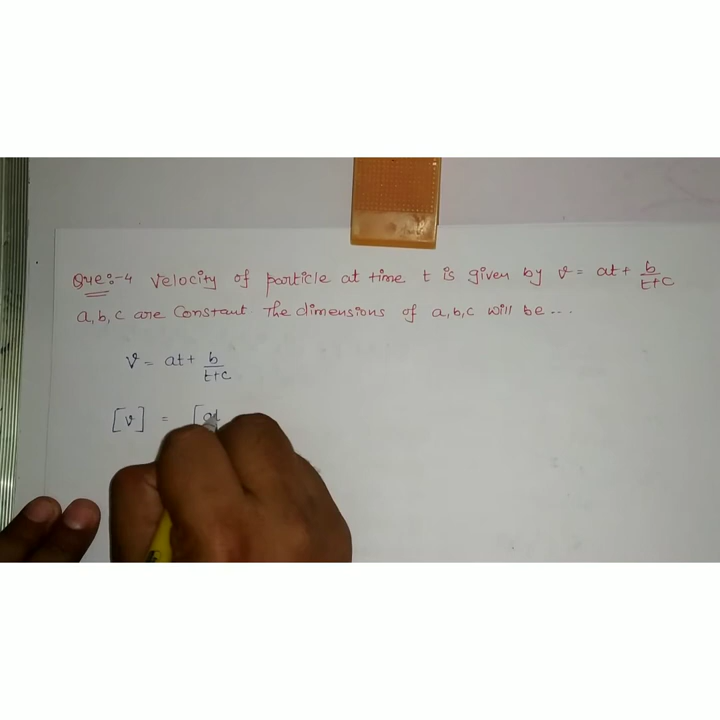 Que:-4 Velocity of particle at time t is given by v = at + b/t+c
a, b, c are Constant The dimensions of a, b, c will be ...
v = at + b/t+c
[v] = [at